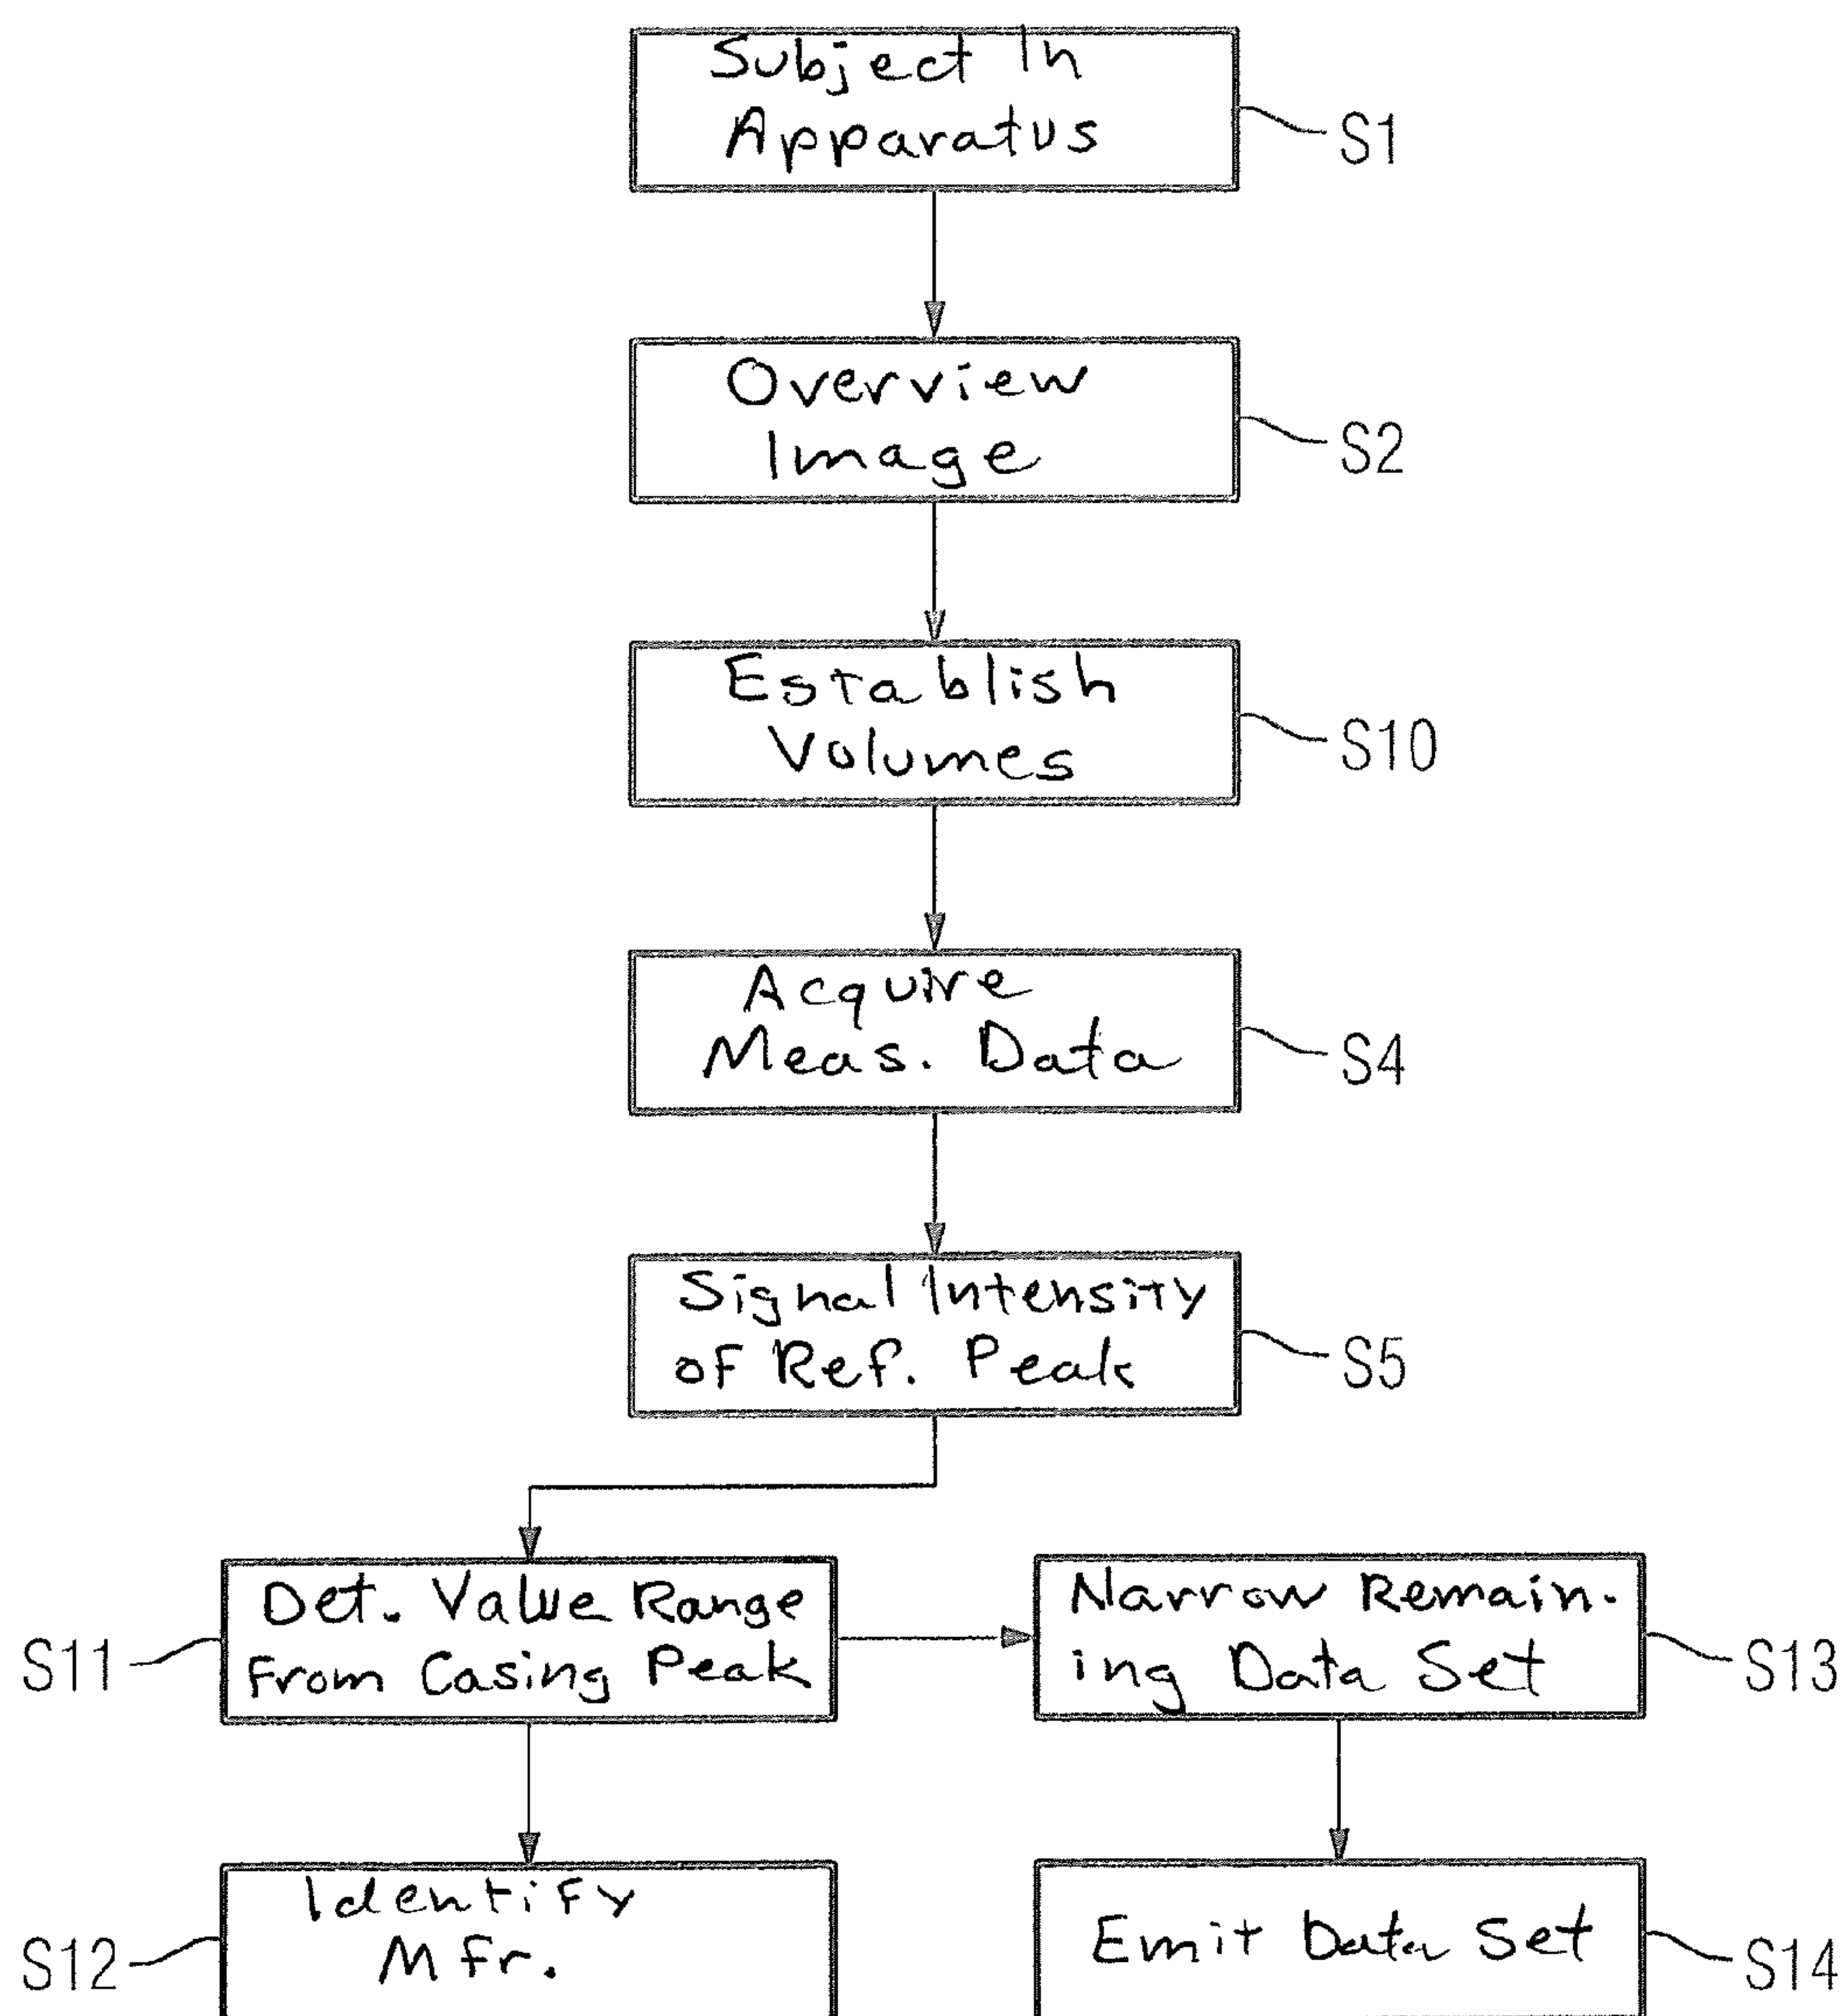 Subject In
Apparatus
S1
Overview
Image
S2
Establish
Volumes
S10
Acquire
Meas. Data
S4
Signal Intensity
of Ref. Peak
S5
Det. Value Range
From Casing Peak
S11
Narrow Remain-
ing Data Set
S13
Identify
Mfr.
S12
Emit Data Set
S14